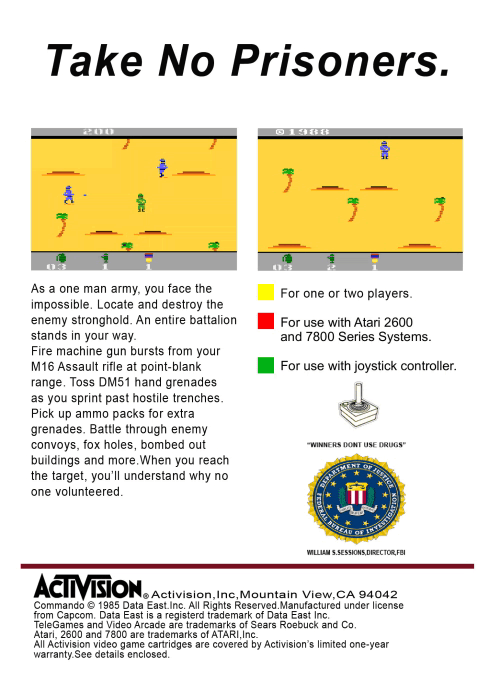 Take No Prisoners.
200
© 1988
03 1 1
03 2 1
As a one man army, you face the
impossible. Locate and destroy the
enemy stronghold. An entire battalion
stands in your way.
Fire machine gun bursts from your
M16 Assault rifle at point-blank
range. Toss DM51 hand grenades
as you sprint past hostile trenches.
Pick up ammo packs for extra
grenades. Battle through enemy
convoys, fox holes, bombed out
buildings and more.When you reach
the target, you'll understand why no
one volunteered.
For one or two players.
For use with Atari 2600
and 7800 Series Systems.
For use with joystick controller.
"WINNERS DONT USE DRUGS"
DEPARTMENT OF JUSTICE
FEDERAL BUREAU OF INVESTIGATION
WILLIAM S.SESSIONS,DIRECTOR,FBI
ACTIVISION® Activision,Inc,Mountain View,CA 94042
Commando © 1985 Data East.Inc. All Rights Reserved.Manufactured under license
from Capcom. Data East is a registerd trademark of Data East Inc.
TeleGames and Video Arcade are trademarks of Sears Roebuck and Co.
Atari, 2600 and 7800 are trademarks of ATARI,Inc.
All Activision video game cartridges are covered by Activision's limited one-year
warranty.See details enclosed.